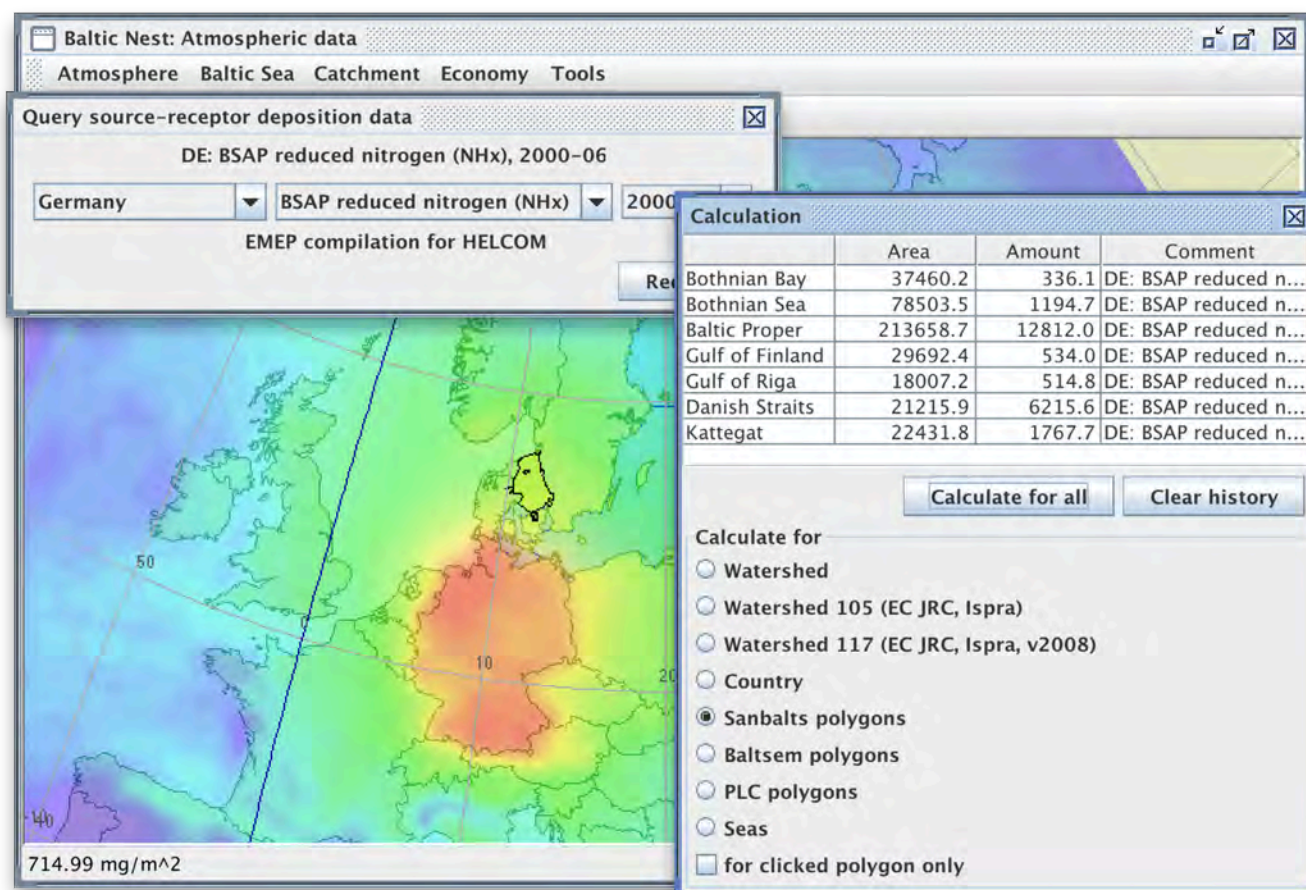 Baltic Nest: Atmospheric data
Atmosphere Baltic Sea Catchment Economy Tools
Query source-receptor deposition data
DE: BSAP reduced nitrogen (NHx), 2000-06
Germany BSAP reduced nitrogen (NHx) 2000
EMEP compilation for HELCOM
Calculation
Area Amount Comment
Bothnian Bay 37460.2 336.1 DE: BSAP reduced n...
Bothnian Sea 78503.5 1194.7 DE: BSAP reduced n...
Baltic Proper 213658.7 12812.0 DE: BSAP reduced n...
Gulf of Finland 29692.4 534.0 DE: BSAP reduced n...
Gulf of Riga 18007.2 514.8 DE: BSAP reduced n...
Danish Straits 21215.9 6215.6 DE: BSAP reduced n...
Kattegat 22431.8 1767.7 DE: BSAP reduced n...
Calculate for all Clear history
Calculate for
Watershed
Watershed 105 (EC JRC, Ispra)
Watershed 117 (EC JRC, Ispra, v2008)
Country
Sanbalts polygons
Baltsem polygons
PLC polygons
Seas
for clicked polygon only
50
10
20
714.99 mg/m^2